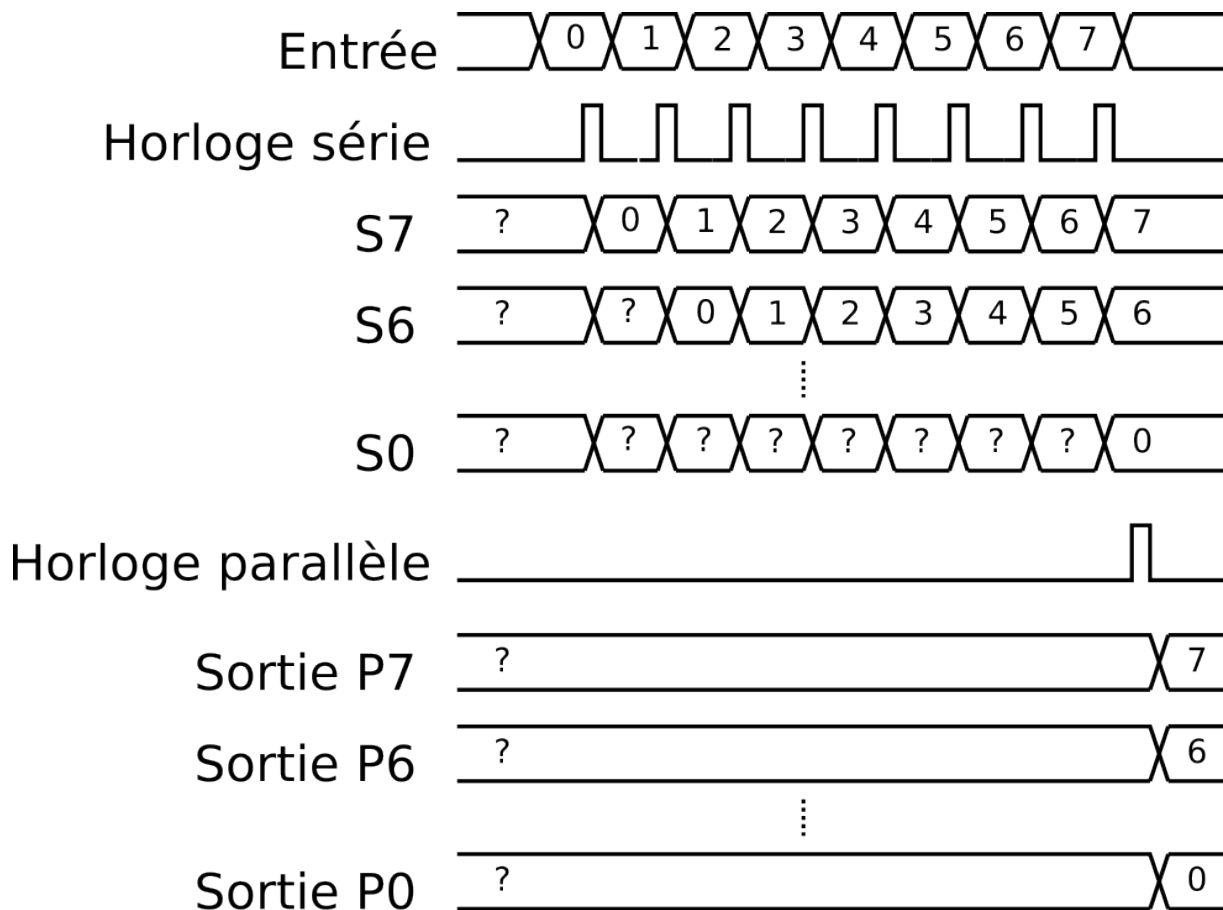 Entrée 0 1 2 3 4 5 6 7
Horloge série
S7 ? 0 1 2 3 4 5 6 7
S6 ? ? 0 1 2 3 4 5 6
S0 ? ? ? ? ? ? ? ? 0
Horloge parallèle
Sortie P7 ? 7
Sortie P6 ? 6
Sortie P0 ? 0